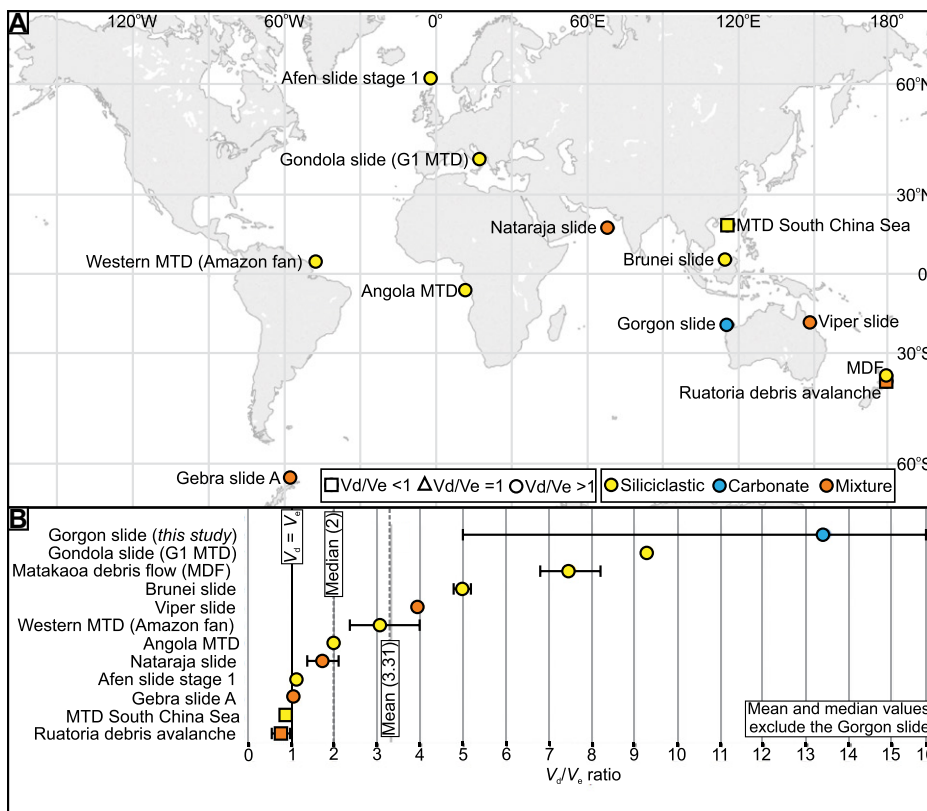 A
120°W
60°W
0°
60°E
120°E
180°
Afen slide stage 1
60°N
Gondola slide (G1 MTD)
30°N
Nataraja slide
MTD South China Sea
Western MTD (Amazon fan)
Brunei slide
0°
Angola MTD
Gorgon slide
Viper slide
30°S
MDF
Ruatoria debris avalanche
60°S
Gebra slide A
Vd/Ve <1
Vd/Ve =1
Vd/Ve >1
Siliciclastic
Carbonate
Mixture
B
Gorgon slide (this study)
Gondola slide (G1 MTD)
Matakaoa debris flow (MDF)
Brunei slide
Viper slide
Western MTD (Amazon fan)
Angola MTD
Nataraja slide
Afen slide stage 1
Gebra slide A
MTD South China Sea
Ruatoria debris avalanche
Vd = Ve
Median (2)
Mean (3.31)
Mean and median values
exclude the Gorgon slide
0 1 2 3 4 5 6 7 8 9 10 11 12 13 14 15 16
Vd/Ve ratio